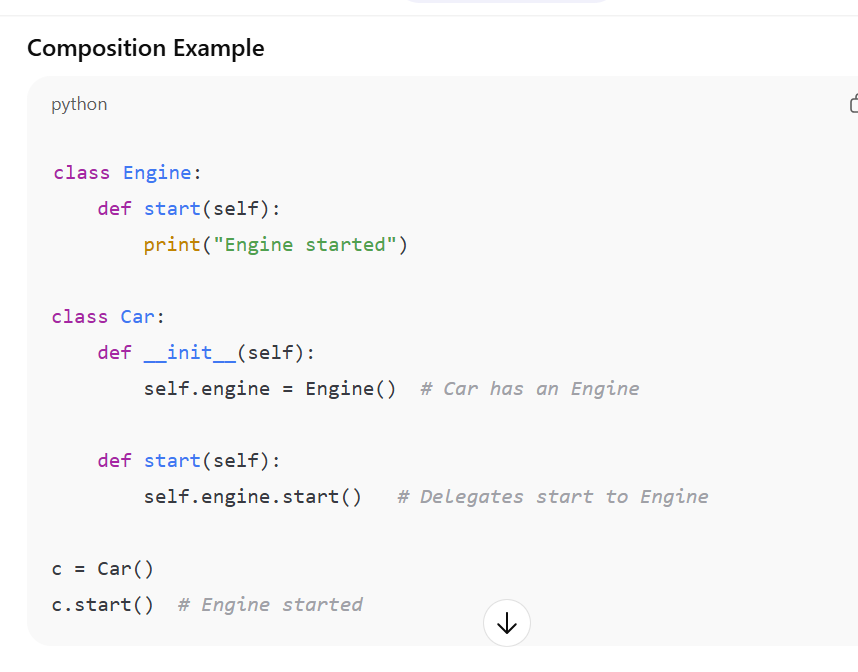 Composition Example
python
class Engine:
    def start(self):
        print("Engine started")
class Car:
    def __init__(self):
        self.engine = Engine()  # Car has an Engine
    def start(self):
        self.engine.start()   # Delegates start to Engine
c = Car()
c.start()  # Engine started